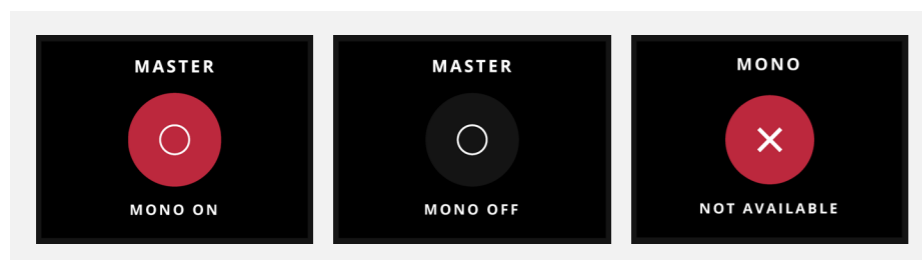 MASTER
MONO ON
MASTER
MONO OFF
MONO
NOT AVAILABLE